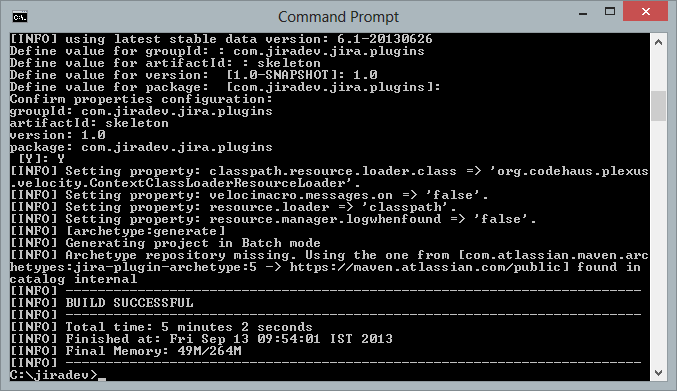 Command Prompt
[INFO] using latest stable data version: 6.1-20130626
Define value for groupId: : com.jiradev.jira.plugins
Define value for artifactId: : skeleton
Define value for version:  [1.0-SNAPSHOT]: 1.0
Define value for package:  [com.jiradev.jira.plugins]:
Confirm properties configuration:
groupId: com.jiradev.jira.plugins
artifactId: skeleton
version: 1.0
package: com.jiradev.jira.plugins
 [Y]: Y
[INFO] Setting property: classpath.resource.loader.class => 'org.codehaus.plexus
.velocity.ContextClassLoaderResourceLoader'.
[INFO] Setting property: velocimacro.messages.on => 'false'.
[INFO] Setting property: resource.loader => 'classpath'.
[INFO] Setting property: resource.manager.logwhenfound => 'false'.
[INFO] [archetype:generate]
[INFO] Generating project in Batch mode
[INFO] Archetype repository missing. Using the one from [com.atlassian.maven.arc
hetypes:jira-plugin-archetype:5 -> https://maven.atlassian.com/public] found in
catalog internal
[INFO] ------------------------------------------------------------------------
[INFO] BUILD SUCCESSFUL
[INFO] ------------------------------------------------------------------------
[INFO] Total time: 5 minutes 2 seconds
[INFO] Finished at: Fri Sep 13 09:54:01 IST 2013
[INFO] Final Memory: 49M/264M
[INFO] ------------------------------------------------------------------------
C:\jiradev>_